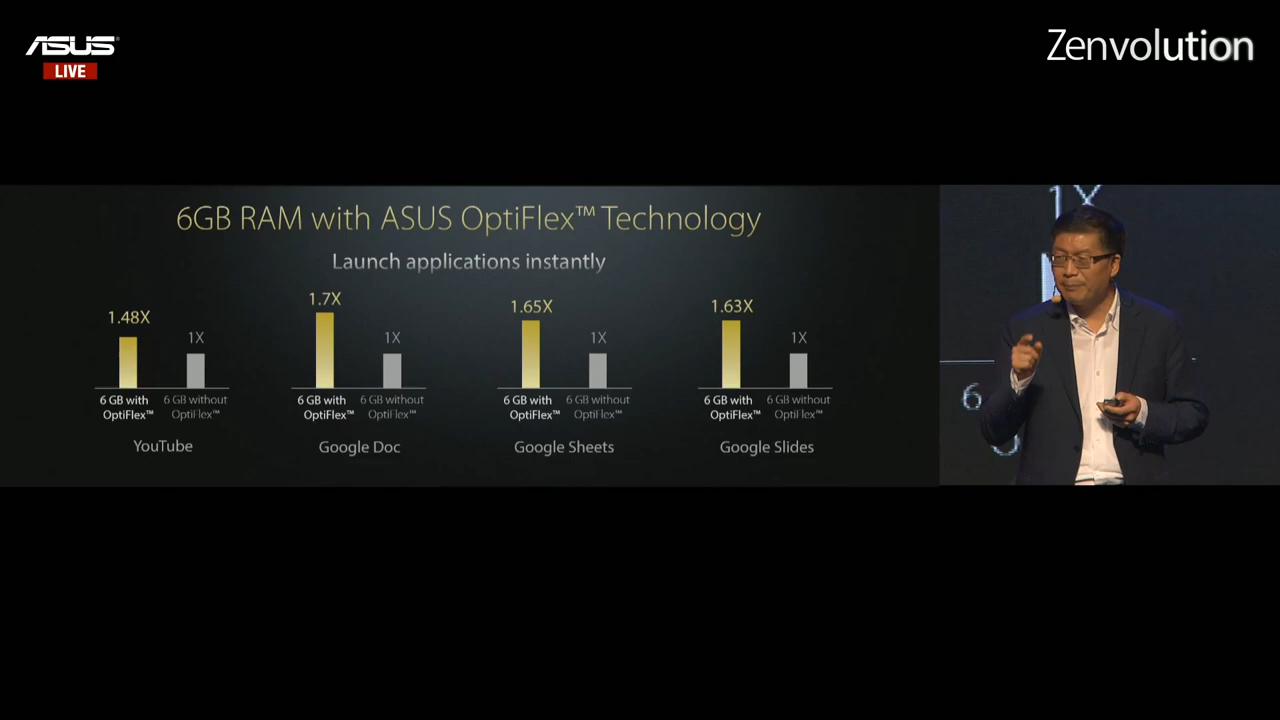 ASUS
LIVE
Zenvolution
6GB RAM with ASUS OptiFlex™ Technology
Launch applications instantly
1.48X
1X
6 GB with
OptiFlex™
6 GB without
OptiFlex™
YouTube
1.7X
1X
6 GB with
OptiFlex™
6 GB without
OptiFlex™
Google Doc
1.65X
1X
6 GB with
OptiFlex™
6 GB without
OptiFlex™
Google Sheets
1.63X
1X
6 GB with
OptiFlex™
6 GB without
OptiFlex™
Google Slides
1X
6